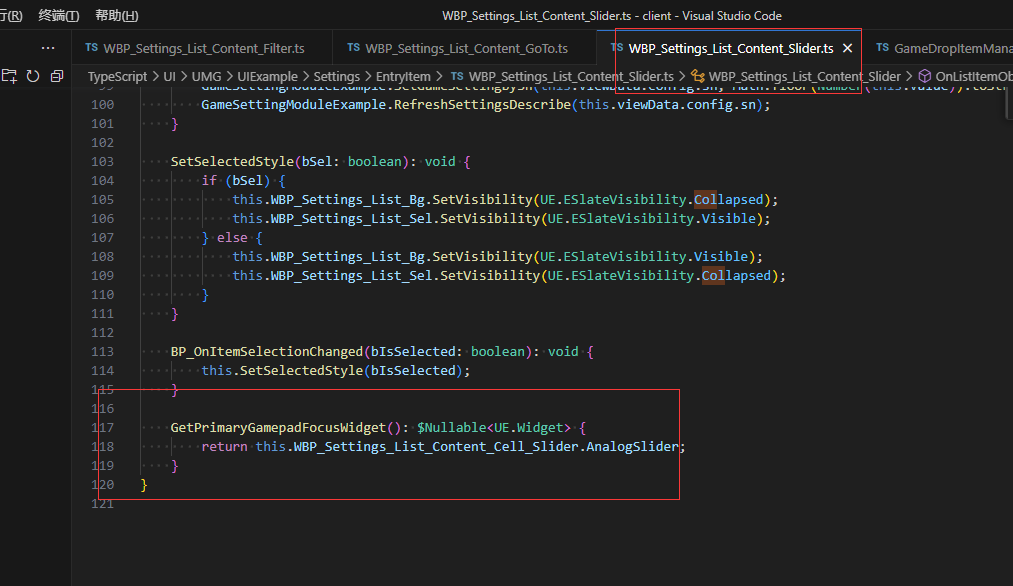 行(R) 终端(T) 帮助(H) WBP_Settings_List_Content_Slider.ts - client - Visual Studio Code
··· TS WBP_Settings_List_Content_Filter.ts TS WBP_Settings_List_Content_GoTo.ts TS WBP_Settings_List_Content_Slider.ts × TS GameDropItemMana
TypeScript > UI > UMG > UIExample > Settings > EntryItem > TS WBP_Settings_List_Content_Slider.ts > WBP_Settings_List_Content_Slider > OnListItemOb
100 GameSettingModuleExample.RefreshSettingsDescribe(this.viewData.config.sn);
101 }
102
103 SetSelectedStyle(bSel: boolean): void {
104 if (bSel) {
105 this.WBP_Settings_List_Bg.SetVisibility(UE.ESlateVisibility.Collapsed);
106 this.WBP_Settings_List_Sel.SetVisibility(UE.ESlateVisibility.Visible);
107 } else {
108 this.WBP_Settings_List_Bg.SetVisibility(UE.ESlateVisibility.Visible);
109 this.WBP_Settings_List_Sel.SetVisibility(UE.ESlateVisibility.Collapsed);
110 }
111 }
112
113 BP_OnItemSelectionChanged(bIsSelected: boolean): void {
114 this.SetSelectedStyle(bIsSelected);
115 }
116
117 GetPrimaryGamepadFocusWidget(): $Nullable<UE.Widget> {
118 return this.WBP_Settings_List_Content_Cell_Slider.AnalogSlider;
119 }
120 }
121